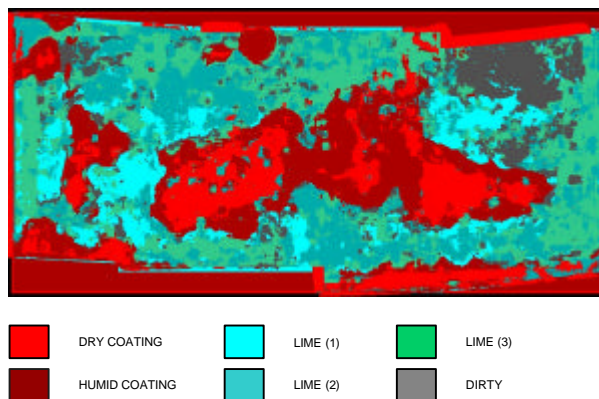 DRY COATING
LIME (1)
LIME (3)
HUMID COATING
LIME (2)
DIRTY